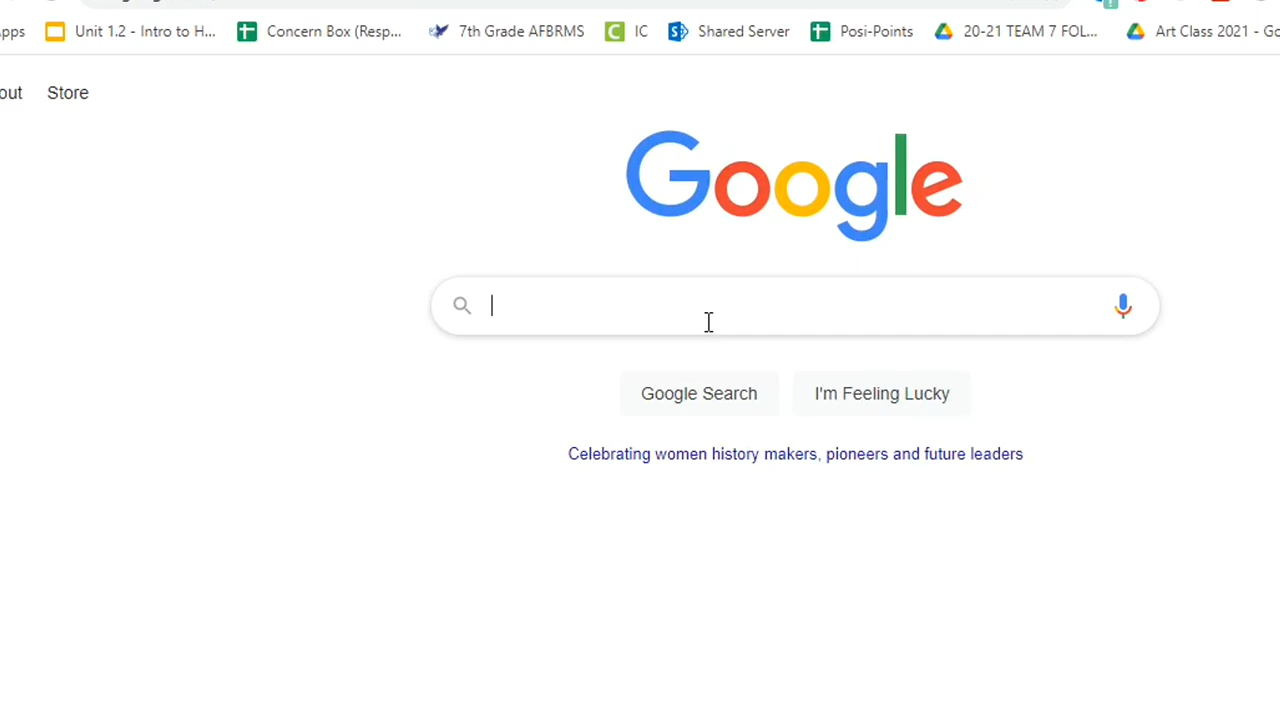 Unit 1.2 - Intro to H... Concern Box (Resp... 7th Grade AFBRMS IC Shared Server Posi-Points 20-21 TEAM 7 FOL... Art Class 2021 - Go
Store
Google
Google Search I'm Feeling Lucky
Celebrating women history makers, pioneers and future leaders